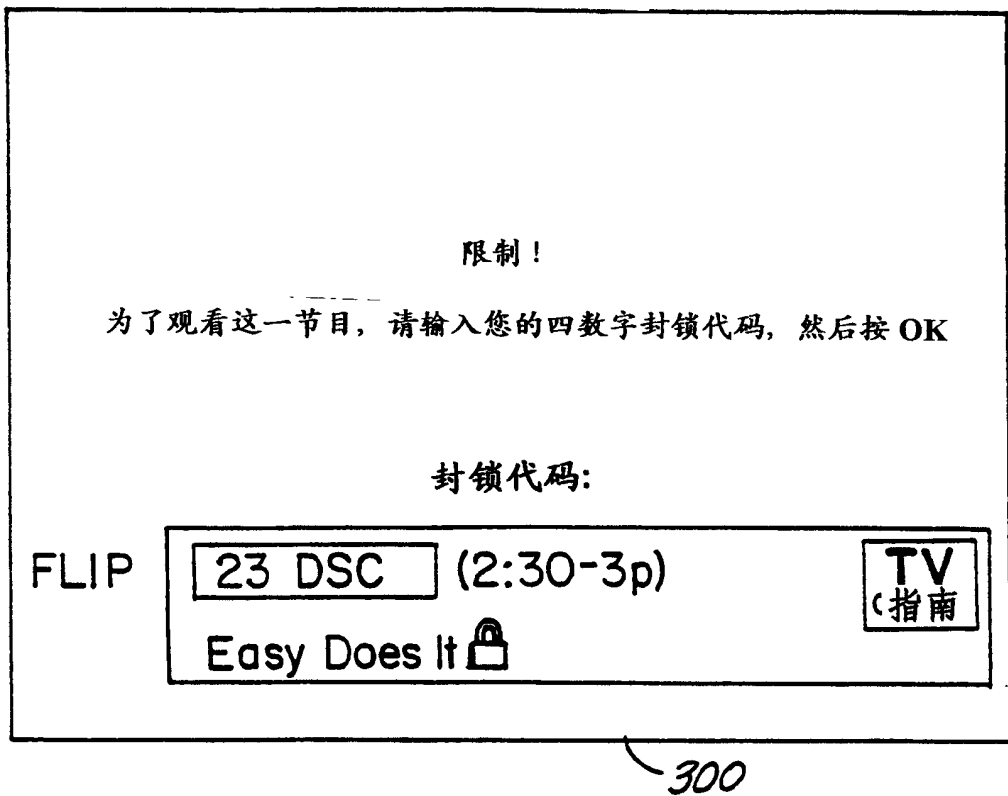 限制！
为了观看这一节目，请输入您的四数字封锁代码，然后按 OK
封锁代码:
FLIP 23 DSC (2:30-3p) TV
指南
Easy Does It
300